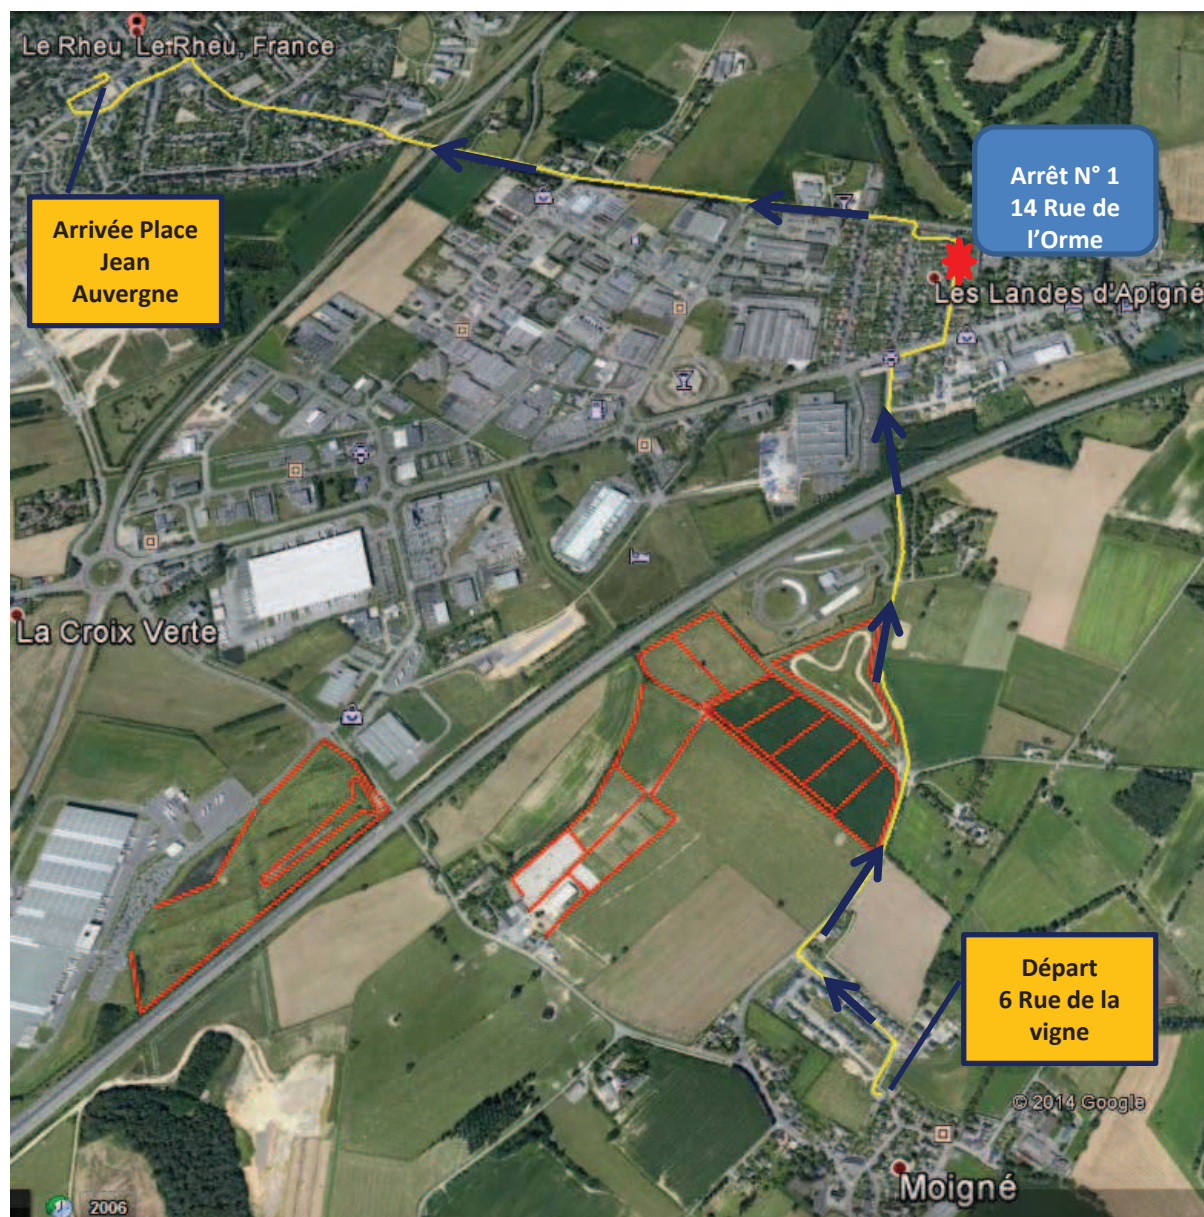 Le Rheu Le Rheu, France
Arrêt N° 1
14 Rue de
l'Orme
Arrivée Place
Jean
Auvergne
Les Landes d'Apigné
La Croix Verte
Départ
6 Rue de la
vigne
© 2014 Google
Moigné
2006